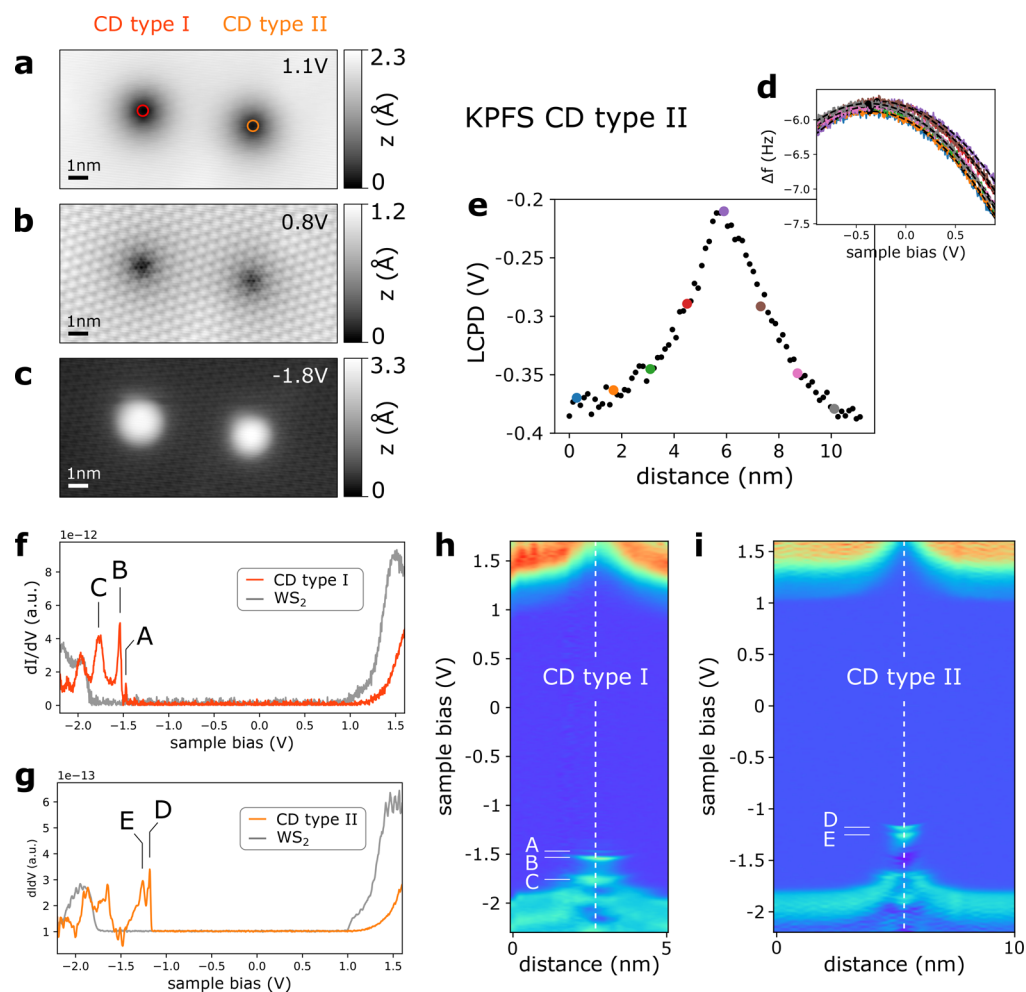 CD type I
CD type II
a
1.1V
1nm
2.3
z (Å)
0
b
0.8V
1nm
1.2
z (Å)
0
c
-1.8V
1nm
3.3
z (Å)
0
KPFS CD type II
d
−6.0
−6.5
−7.0
−7.5
Δf (Hz)
−0.5 0.0 0.5
sample bias (V)
e
−0.2
−0.25
−0.3
−0.35
−0.4
LCPD (V)
0 2 4 6 8 10
distance (nm)
f
1e−12
8
6
4
2
0
dI/dV (a.u.)
C
B
A
CD type I
WS₂
−2.0 −1.5 −1.0 −0.5 0.0 0.5 1.0 1.5
sample bias (V)
g
1e−13
6
5
4
3
2
1
dIdV (a.u.)
E
D
CD type II
WS₂
−2.0 −1.5 −1.0 −0.5 0.0 0.5 1.0 1.5
sample bias (V)
h
1.5
1
0.5
0
-0.5
-1
-1.5
-2
sample bias (V)
CD type I
A
B
C
0 5
distance (nm)
i
1.5
1
0.5
0
-0.5
-1
-1.5
-2
sample bias (V)
CD type II
D
E
0 10
distance (nm)